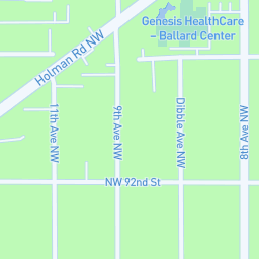 Genesis HealthCare
– Ballard Center
Holman Rd NW
11th Ave NW
9th Ave NW
Dibble Ave NW
8th Ave NW
NW 92nd St